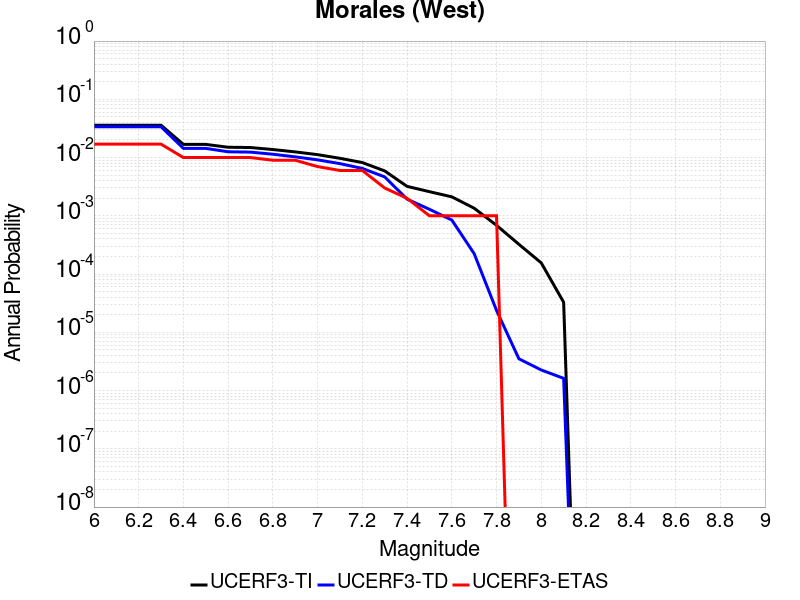 Morales (West)
10 0
10 -1
10 -2
10 -3
10 -4
10 -5
10 -6
10 -7
10 -8
Annual Probability
6 6.2 6.4 6.6 6.8 7 7.2 7.4 7.6 7.8 8 8.2 8.4 8.6 8.8 9
Magnitude
UCERF3-TI UCERF3-TD UCERF3-ETAS